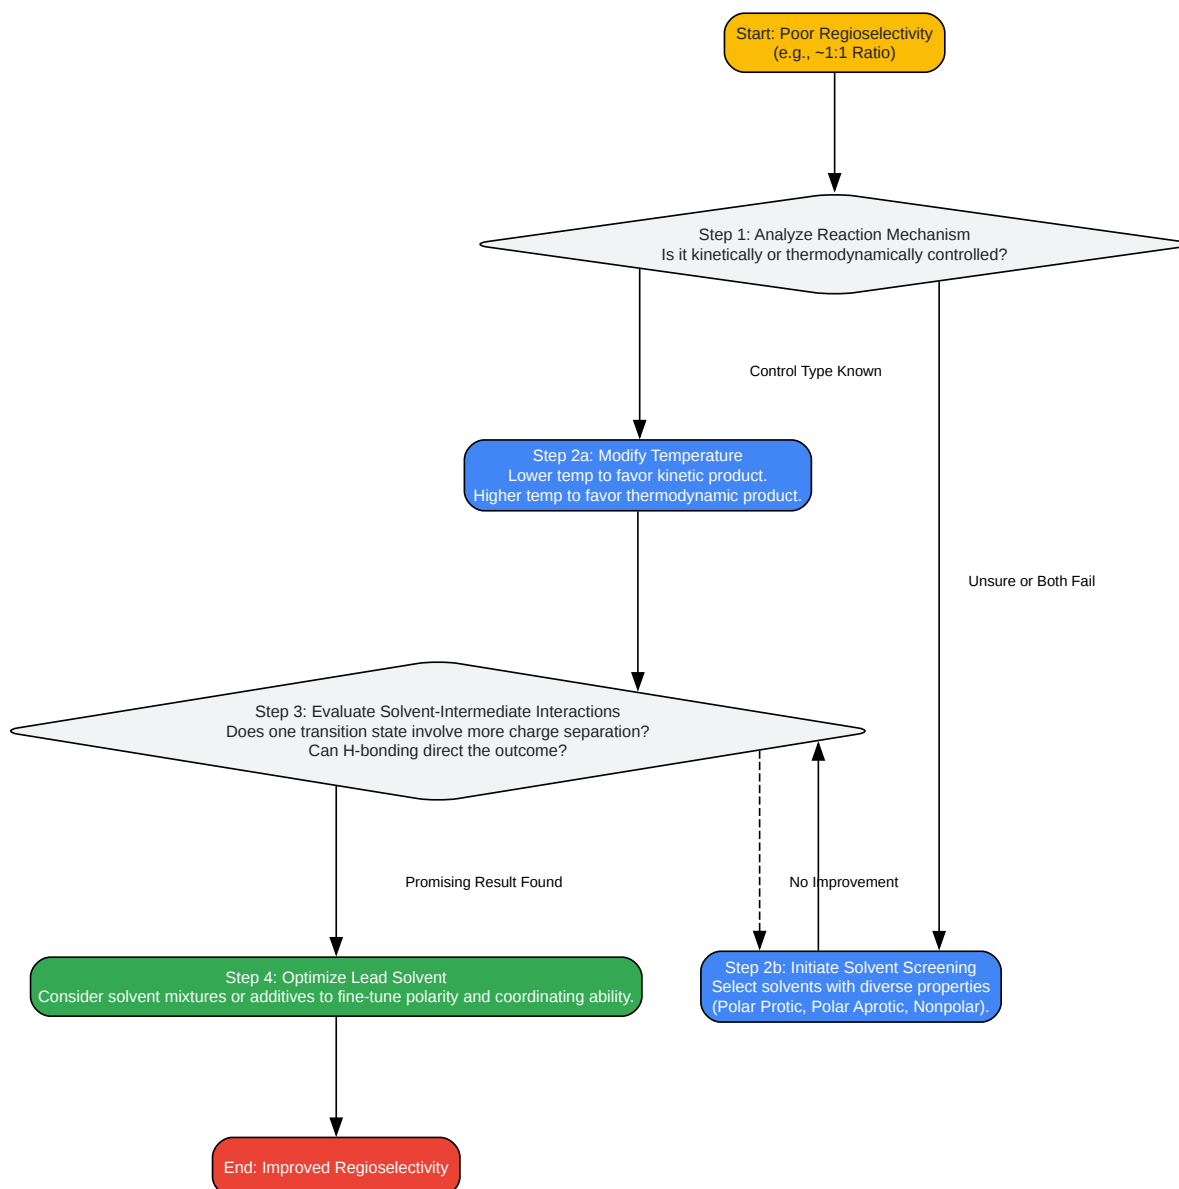 Start: Poor Regioselectivity
(e.g., ~1:1 Ratio)
Step 1: Analyze Reaction Mechanism
Is it kinetically or thermodynamically controlled?
Control Type Known
Step 2a: Modify Temperature
Lower temp to favor kinetic product.
Higher temp to favor thermodynamic product.
Unsure or Both Fail
Step 3: Evaluate Solvent-Intermediate Interactions
Does one transition state involve more charge separation?
Can H-bonding direct the outcome?
Promising Result Found
No Improvement
Step 4: Optimize Lead Solvent
Consider solvent mixtures or additives to fine-tune polarity and coordinating ability.
Step 2b: Initiate Solvent Screening
Select solvents with diverse properties
(Polar Protic, Polar Aprotic, Nonpolar).
End: Improved Regioselectivity